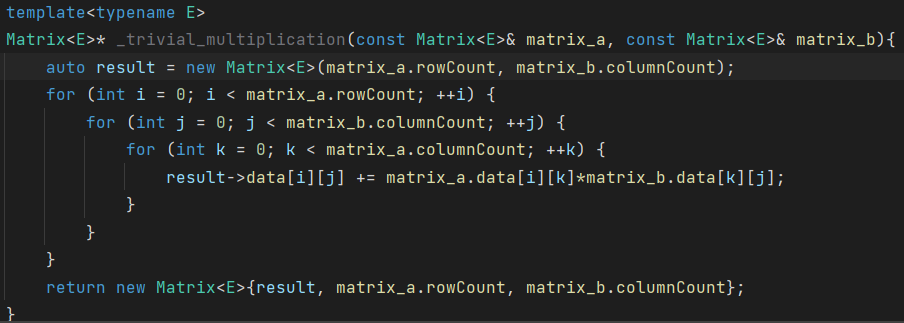 template<typename E>
Matrix<E>* _trivial_multiplication(const Matrix<E>& matrix_a, const Matrix<E>& matrix_b){
    auto result = new Matrix<E>(matrix_a.rowCount, matrix_b.columnCount);
    for (int i = 0; i < matrix_a.rowCount; ++i) {
        for (int j = 0; j < matrix_b.columnCount; ++j) {
            for (int k = 0; k < matrix_a.columnCount; ++k) {
                result->data[i][j] += matrix_a.data[i][k]*matrix_b.data[k][j];
            }
        }
    }
    return new Matrix<E>{result, matrix_a.rowCount, matrix_b.columnCount};
}